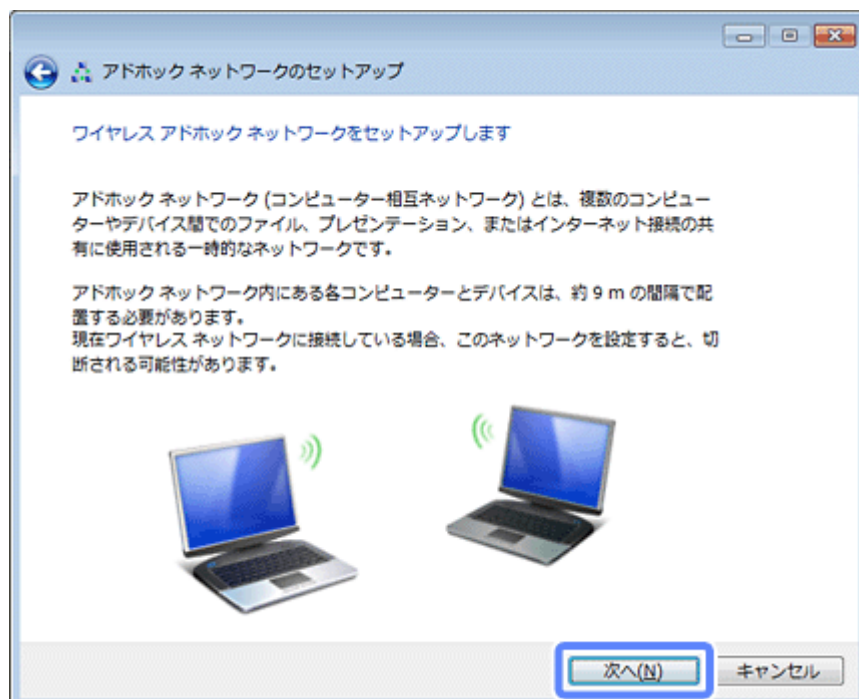 アドホック ネットワークのセットアップ
ワイヤレス アドホック ネットワークをセットアップします
アドホック ネットワーク (コンピューター相互ネットワーク) とは、複数のコンピュー
ターやデバイス間でのファイル、プレゼンテーション、またはインターネット接続の共
有に使用される一時的なネットワークです。
アドホック ネットワーク内にある各コンピューターとデバイスは、約 9 m の間隔で配
置する必要があります。
現在ワイヤレス ネットワークに接続している場合、このネットワークを設定すると、切
断される可能性があります。
次へ(N)
キャンセル